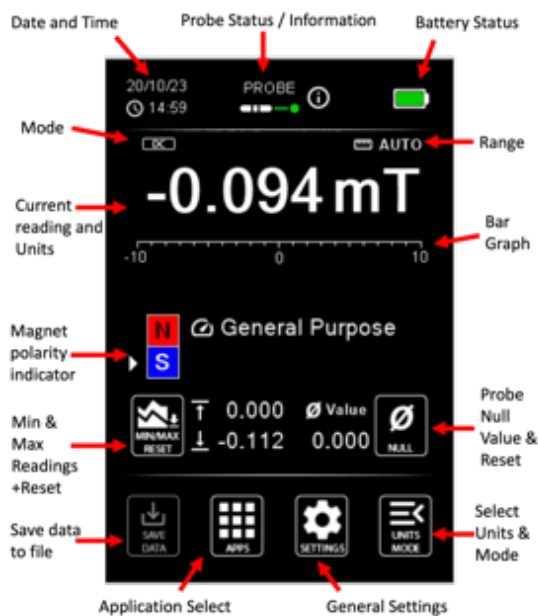 Date and Time
Probe Status / Information
Battery Status
20/10/23
14:59
PROBE
Mode
DC
AUTO
Range
-0.094 mT
Current
reading and
Units
Bar
Graph
-10
0
10
N
S
General Purpose
Magnet
polarity
indicator
Min &
Max
Readings
+Reset
MIN/MAX
RESET
0.000
Ø Value
-0.112
0.000
Ø
NULL
Probe
Null
Value &
Reset
Save data
to file
SAVE
DATA
APPS
SETTINGS
UNITS
MODE
Select
Units &
Mode
Application Select
General Settings